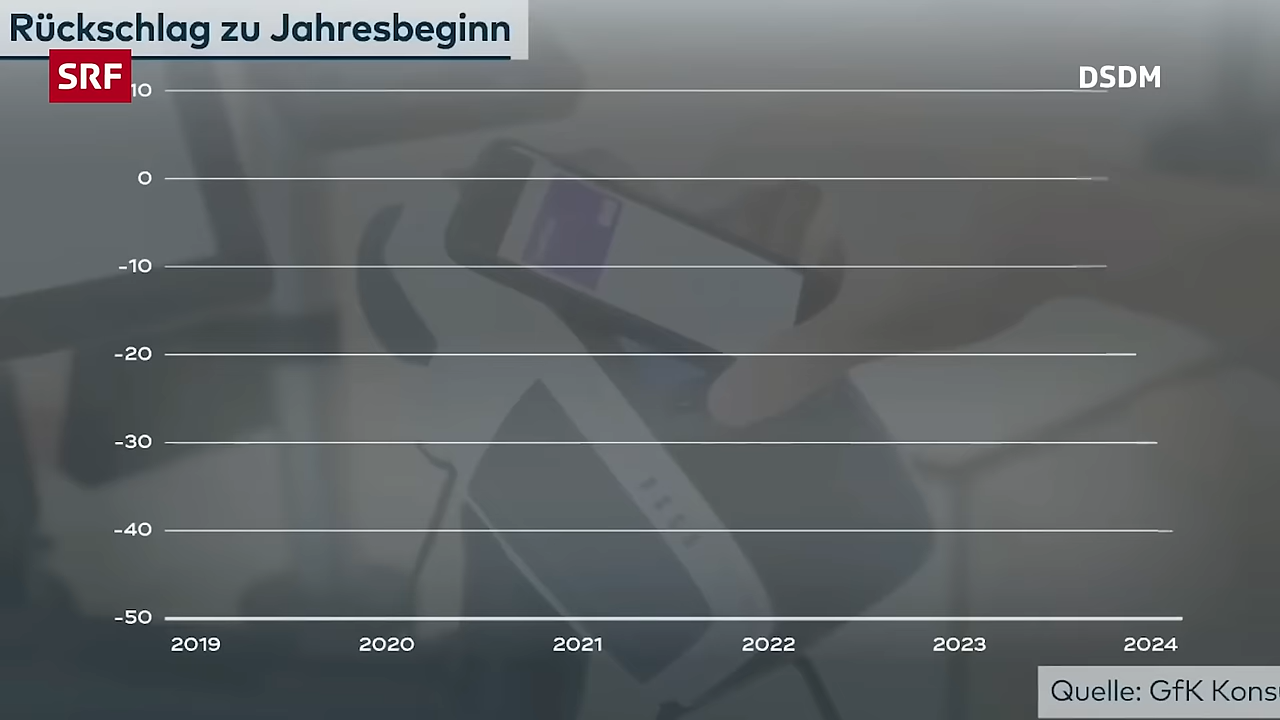 Rückschlag zu Jahresbeginn
SRF
DSDM
10
0
-10
-20
-30
-40
-50
2019 2020 2021 2022 2023 2024
Quelle: GfK